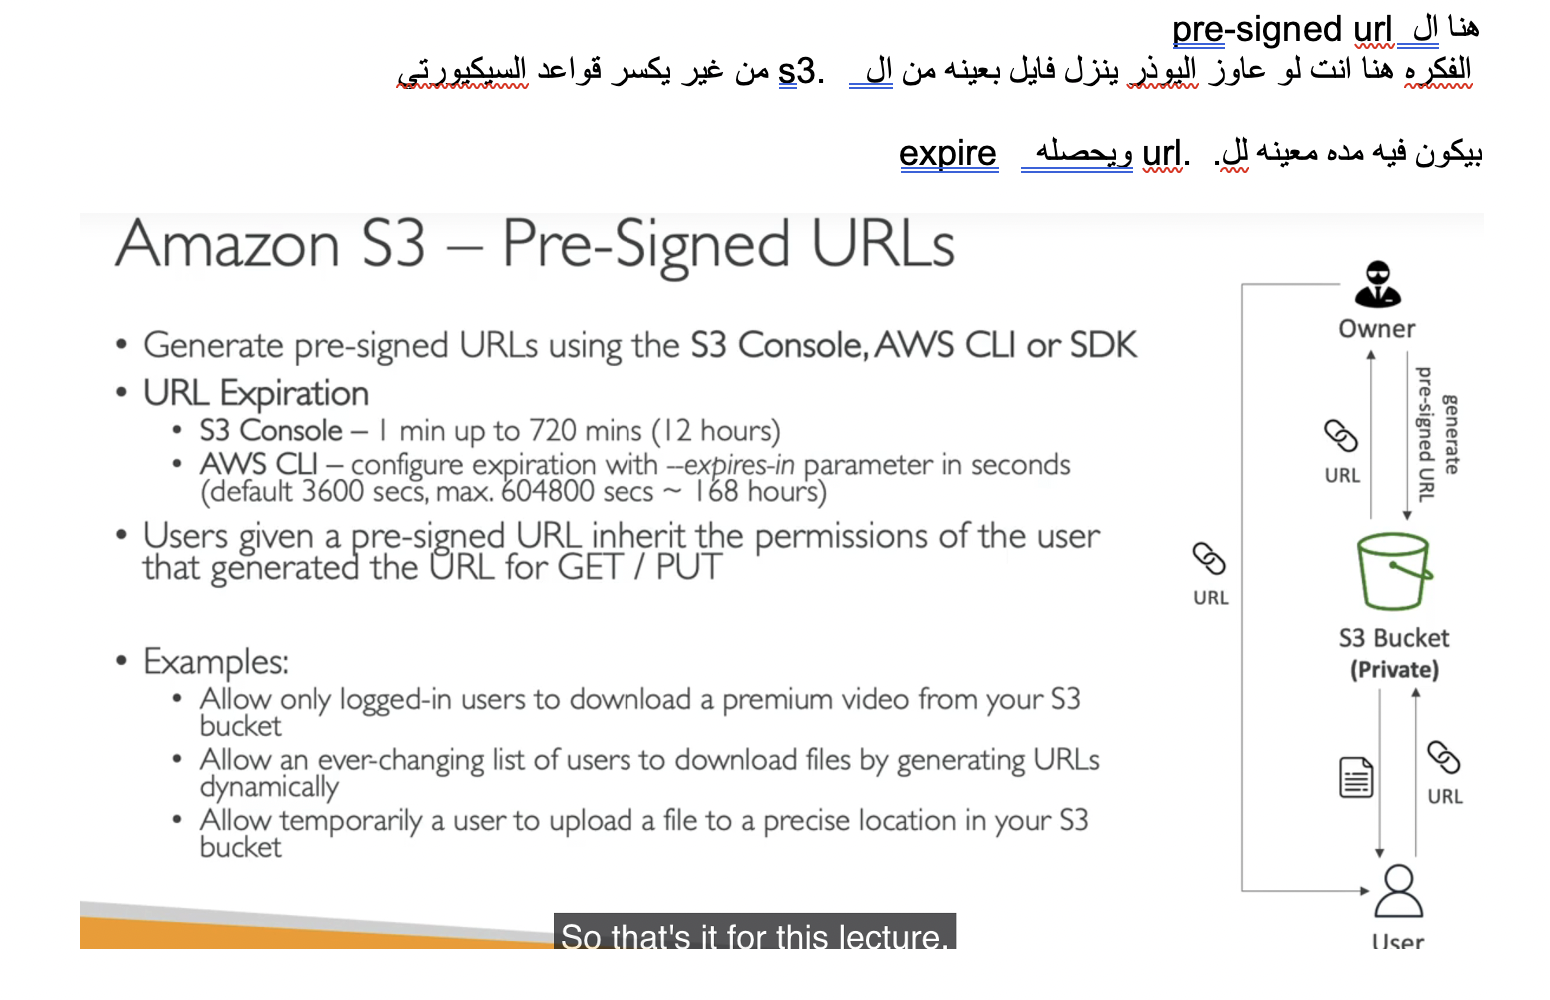 هنا ال pre-signed url
الفكره هنا انت لو عاوز اليوذر ينزل فايل بعينه من ال s3. من غير يكسر قواعد السيكيورتي
بيكون فيه مده معينه لل. url. ويحصله expire
Amazon S3 – Pre-Signed URLs
• Generate pre-signed URLs using the S3 Console, AWS CLI or SDK
• URL Expiration
• S3 Console – 1 min up to 720 mins (12 hours)
• AWS CLI – configure expiration with --expires-in parameter in seconds
(default 3600 secs, max. 604800 secs ~ 168 hours)
• Users given a pre-signed URL inherit the permissions of the user
that generated the URL for GET / PUT
• Examples:
• Allow only logged-in users to download a premium video from your S3
bucket
• Allow an ever-changing list of users to download files by generating URLs
dynamically
• Allow temporarily a user to upload a file to a precise location in your S3
bucket
Owner
generate
pre-signed URL
URL
URL
S3 Bucket
(Private)
URL
User
So that's it for this lecture.